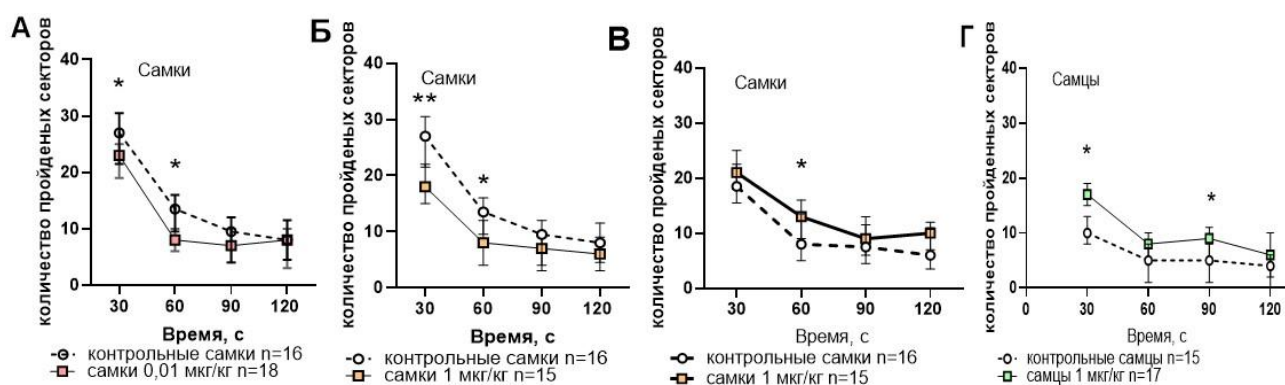 А
количество пройденых секторов
40
30
20
10
0
*
*
Самки
30 60 90 120
Время, с
контрольные самки n=16
самки 0,01 мкг/кг n=18
Б
количество пройденых секторов
40
30
20
10
0
**
*
Самки
30 60 90 120
Время, с
контрольные самки n=16
самки 1 мкг/кг n=15
В
количество пройденых секторов
40
30
20
10
0
*
Самки
30 60 90 120
Время, с
контрольные самки n=16
самки 1 мкг/кг n=15
Г
количество пройденных секторов
40
30
20
10
0
*
*
Самцы
0 30 60 90 120
Время, с
контрольные самцы n=15
самцы 1 мкг/кг n=17